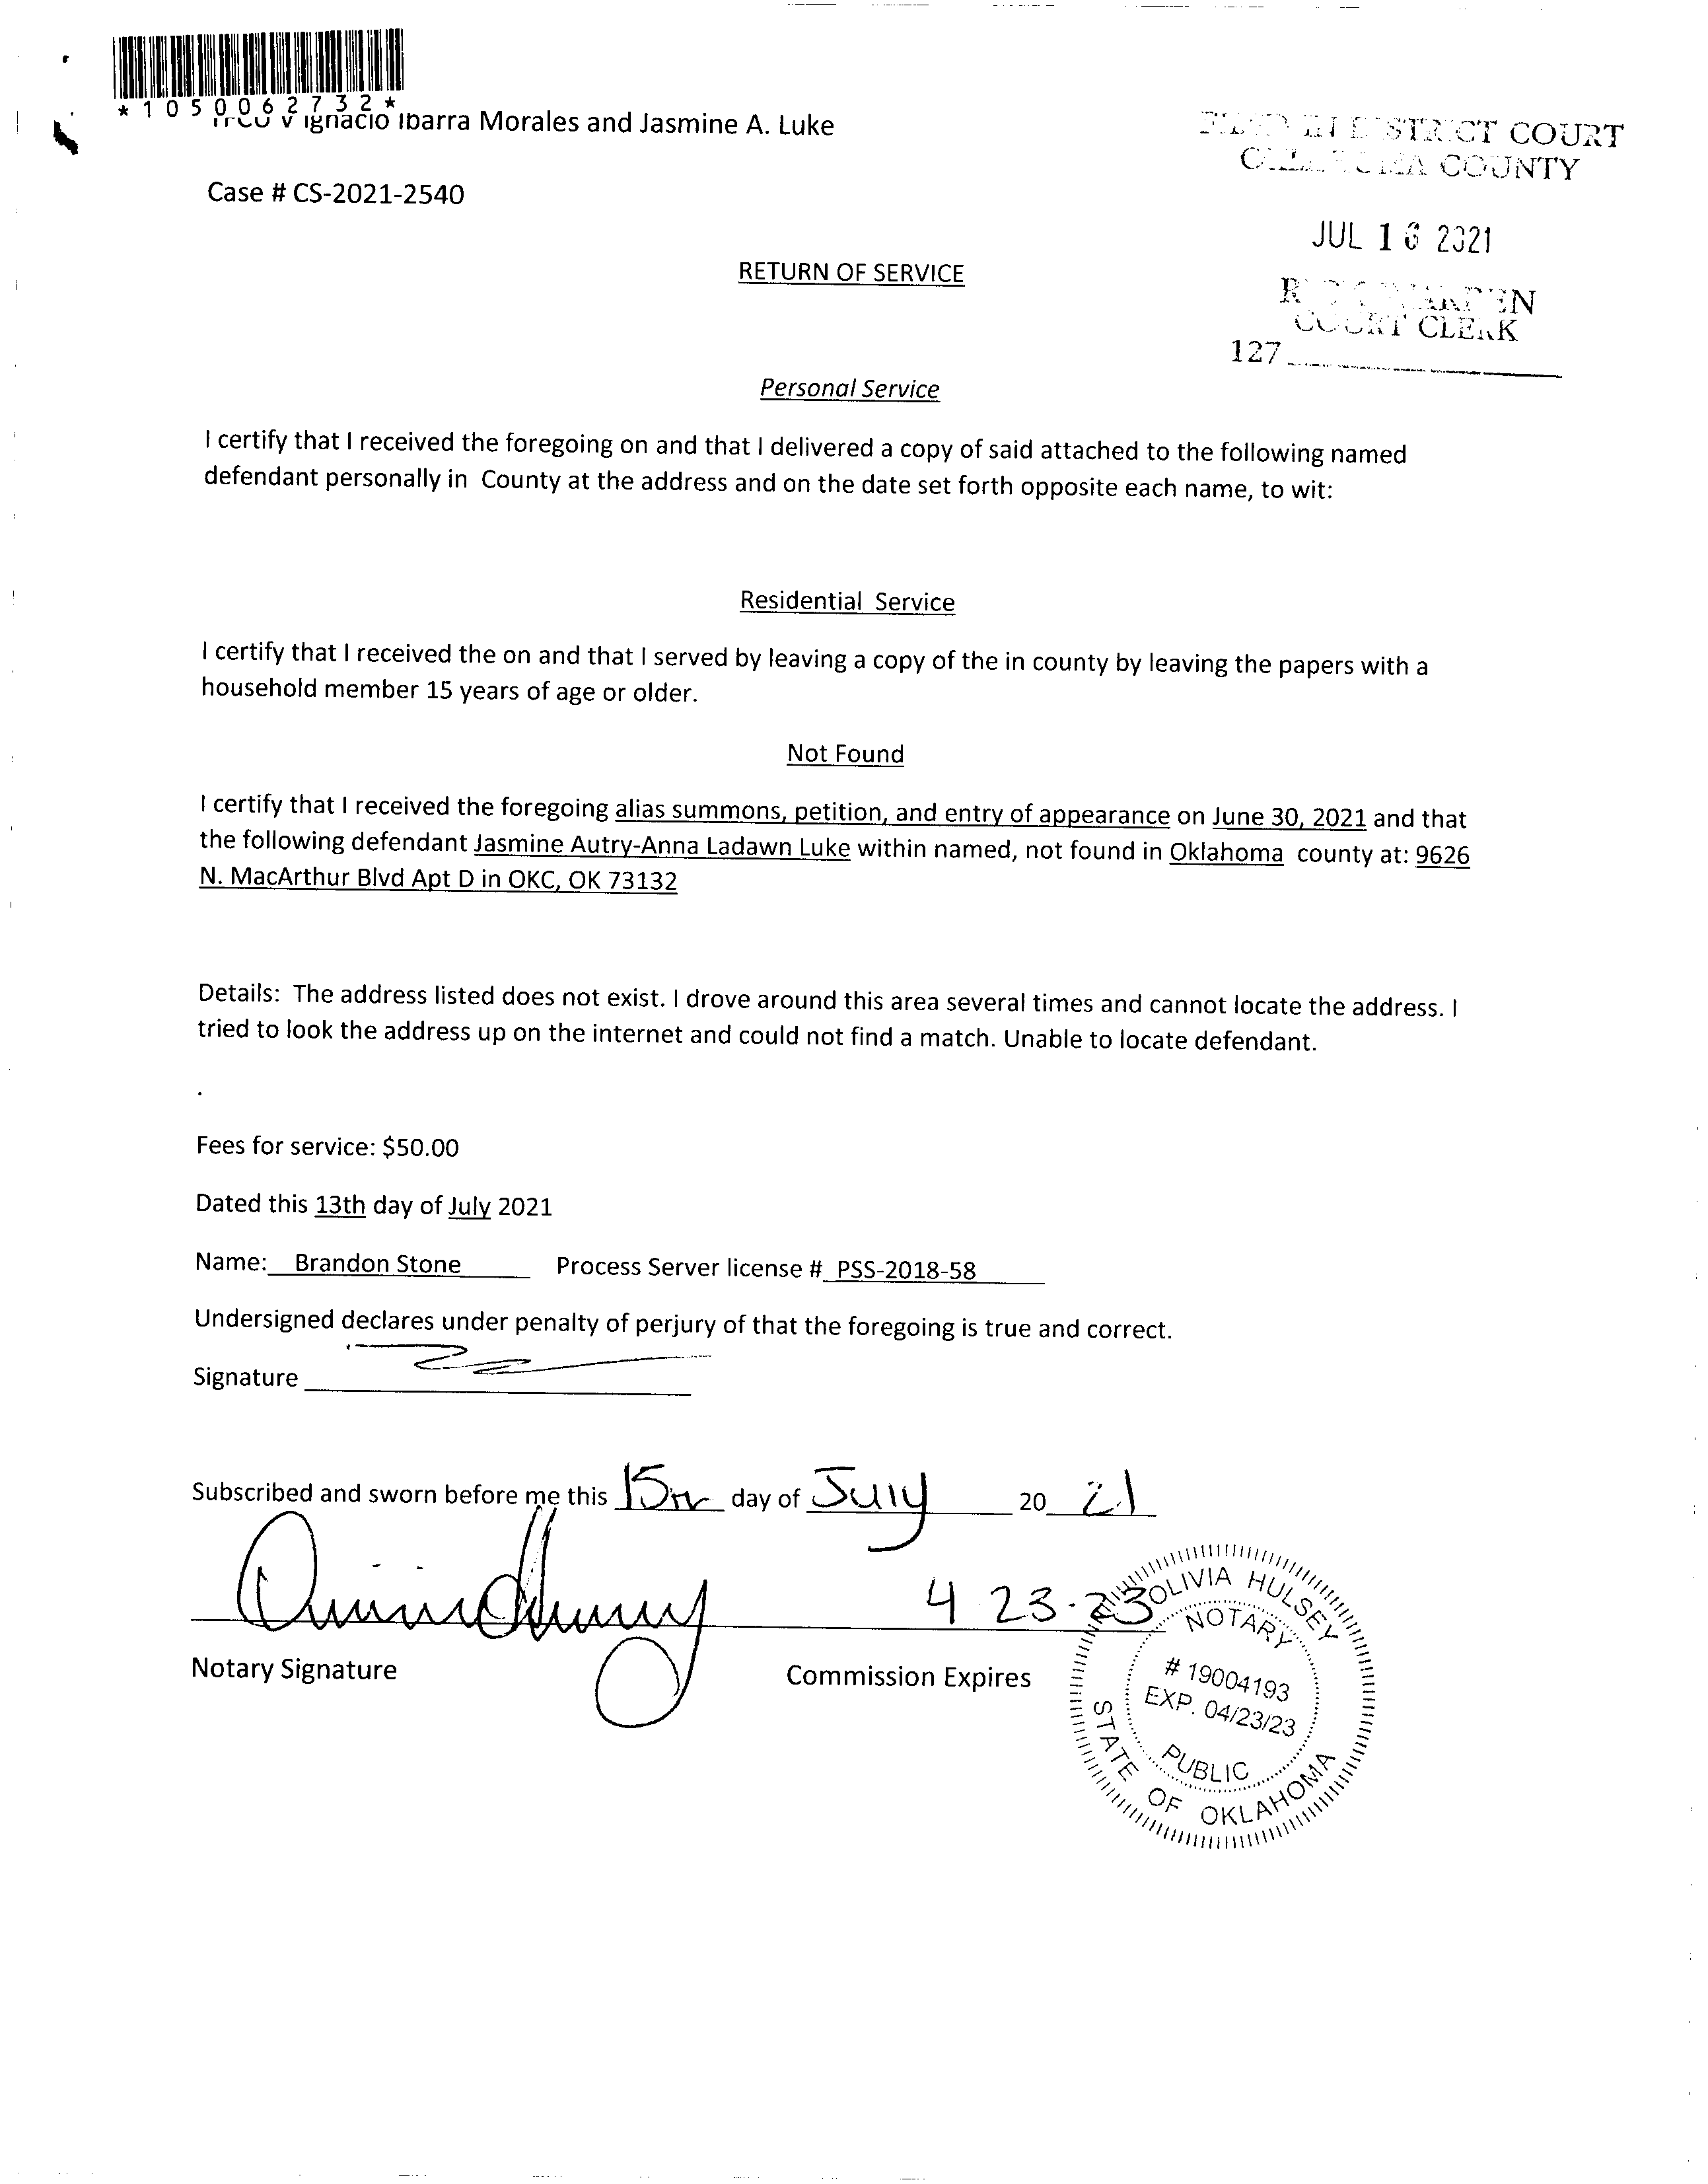 *1050062732*
v Ignacio Ibarra Morales and Jasmine A. Luke
Case # CS-2021-2540
FILED IN DISTRICT COURT
OKLAHOMA COUNTY
JUL 16 2021
COURT CLERK
127
RETURN OF SERVICE
Personal Service
I certify that I received the foregoing on and that I delivered a copy of said attached to the following named
defendant personally in County at the address and on the date set forth opposite each name, to wit:
Residential Service
I certify that I received the on and that I served by leaving a copy of the in county by leaving the papers with a
household member 15 years of age or older.
Not Found
I certify that I received the foregoing alias summons, petition, and entry of appearance on June 30, 2021 and that
the following defendant Jasmine Autry-Anna Ladawn Luke within named, not found in Oklahoma county at: 9626
N. MacArthur Blvd Apt D in OKC, OK 73132
Details: The address listed does not exist. I drove around this area several times and cannot locate the address. I
tried to look the address up on the internet and could not find a match. Unable to locate defendant.
.
Fees for service: $50.00
Dated this 13th day of July 2021
Name: Brandon Stone Process Server license # PSS-2018-58
Undersigned declares under penalty of perjury of that the foregoing is true and correct.
Signature
Subscribed and sworn before me this 15th day of July 20 21
4-23-23
Notary Signature Commission Expires
OLIVIA HULSEY
NOTARY
# 19004193
EXP. 04/23/23
PUBLIC
STATE OF OKLAHOMA